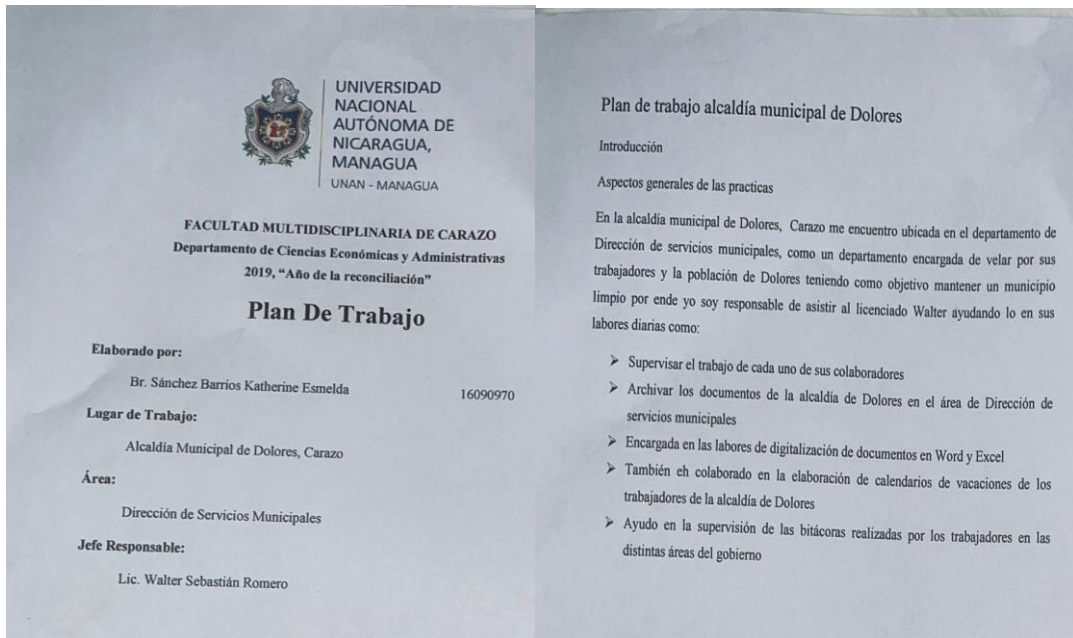 UNIVERSIDAD
NACIONAL
AUTÓNOMA DE
NICARAGUA,
MANAGUA
UNAN - MANAGUA
FACULTAD MULTIDISCIPLINARIA DE CARAZO
Departamento de Ciencias Económicas y Administrativas
2019, “Año de la reconciliación”
Plan De Trabajo
Elaborado por:
Br. Sánchez Barrios Katherine Esmelda 16090970
Lugar de Trabajo:
Alcaldía Municipal de Dolores, Carazo
Área:
Dirección de Servicios Municipales
Jefe Responsable:
Lic. Walter Sebastián Romero
Plan de trabajo alcaldía municipal de Dolores
Introducción
Aspectos generales de las practicas
En la alcaldía municipal de Dolores, Carazo me encuentro ubicada en el departamento de
Dirección de servicios municipales, como un departamento encargada de velar por sus
trabajadores y la población de Dolores teniendo como objetivo mantener un municipio
limpio por ende yo soy responsable de asistir al licenciado Walter ayudando lo en sus
labores diarias como:
➢ Supervisar el trabajo de cada uno de sus colaboradores
➢ Archivar los documentos de la alcaldía de Dolores en el área de Dirección de
servicios municipales
➢ Encargada en las labores de digitalización de documentos en Word y Excel
➢ También eh colaborado en la elaboración de calendarios de vacaciones de los
trabajadores de la alcaldía de Dolores
➢ Ayudo en la supervisión de las bitácoras realizadas por los trabajadores en las
distintas áreas del gobierno